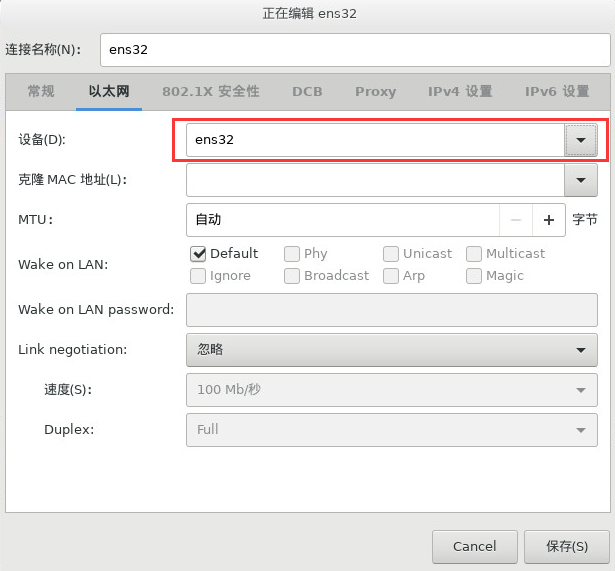 正在编辑 ens32
连接名称(N): ens32
常规 以太网 802.1X 安全性 DCB Proxy IPv4 设置 IPv6 设置
设备(D): ens32
克隆 MAC 地址(L):
MTU: 自动 − + 字节
Wake on LAN:
Default Phy Unicast Multicast
Ignore Broadcast Arp Magic
Wake on LAN password:
Link negotiation: 忽略
速度(S): 100 Mb/秒
Duplex: Full
Cancel 保存(S)